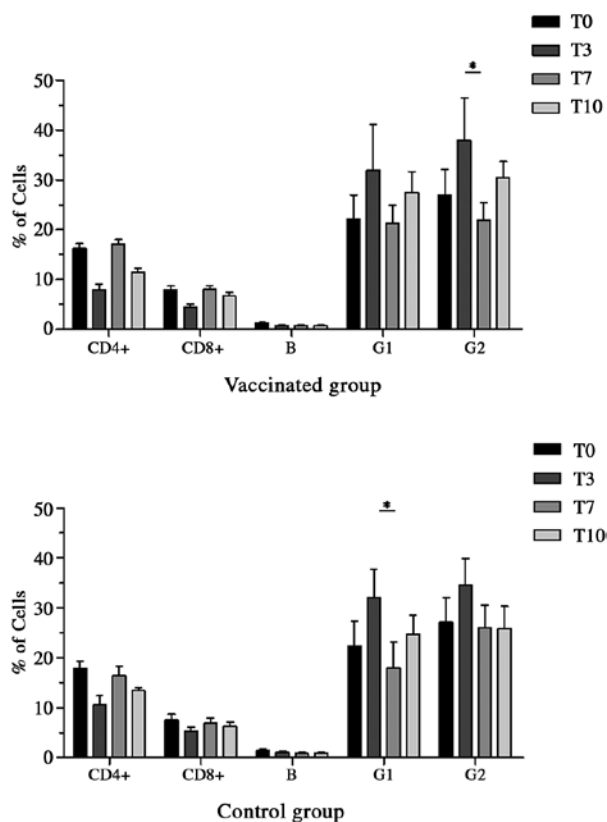 T0
T3
T7
T10
*
50
40
30
20
10
0
% of Cells
CD4+ CD8+ B G1 G2
Vaccinated group
T0
T3
T7
T10
*
50
40
30
20
10
0
% of Cells
CD4+ CD8+ B G1 G2
Control group